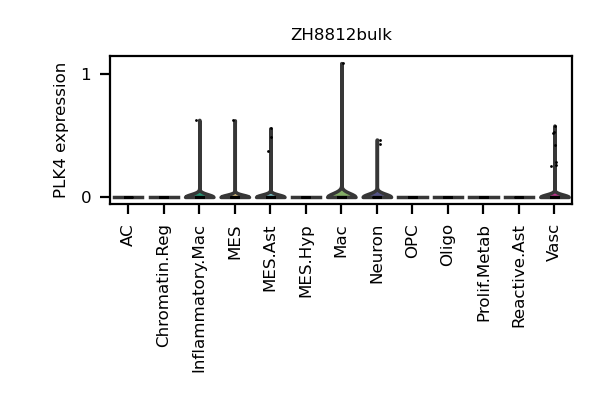 ZH8812bulk
PLK4 expression
1
0
AC
Chromatin.Reg
Inflammatory.Mac
MES
MES.Ast
MES.Hyp
Mac
Neuron
OPC
Oligo
Prolif.Metab
Reactive.Ast
Vasc